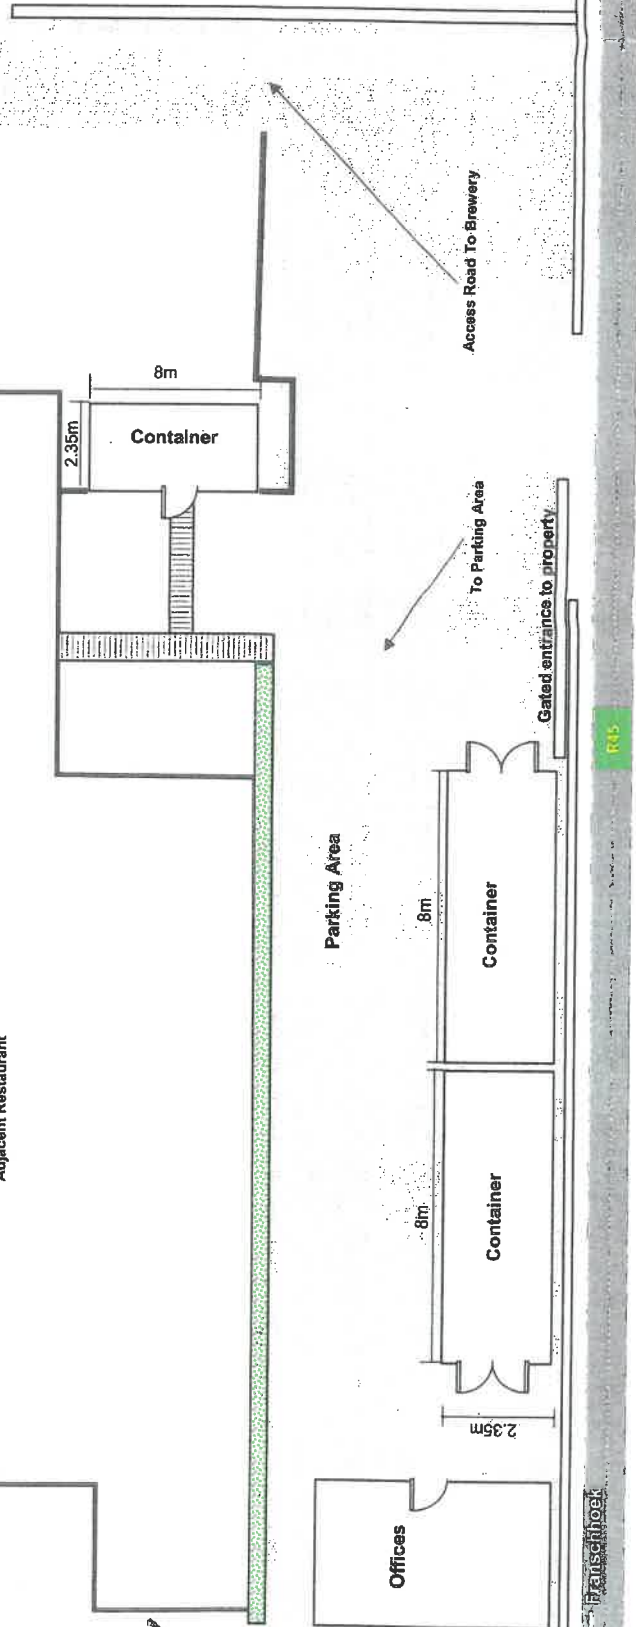 Access Road To Brewery
8m
2.35m
Container
To Parking Area
Gated entrance to property
R45
Parking Area
8m
Container
Adjacent Restaurant
8m
Container
2.35m
Offices
Franschhoek